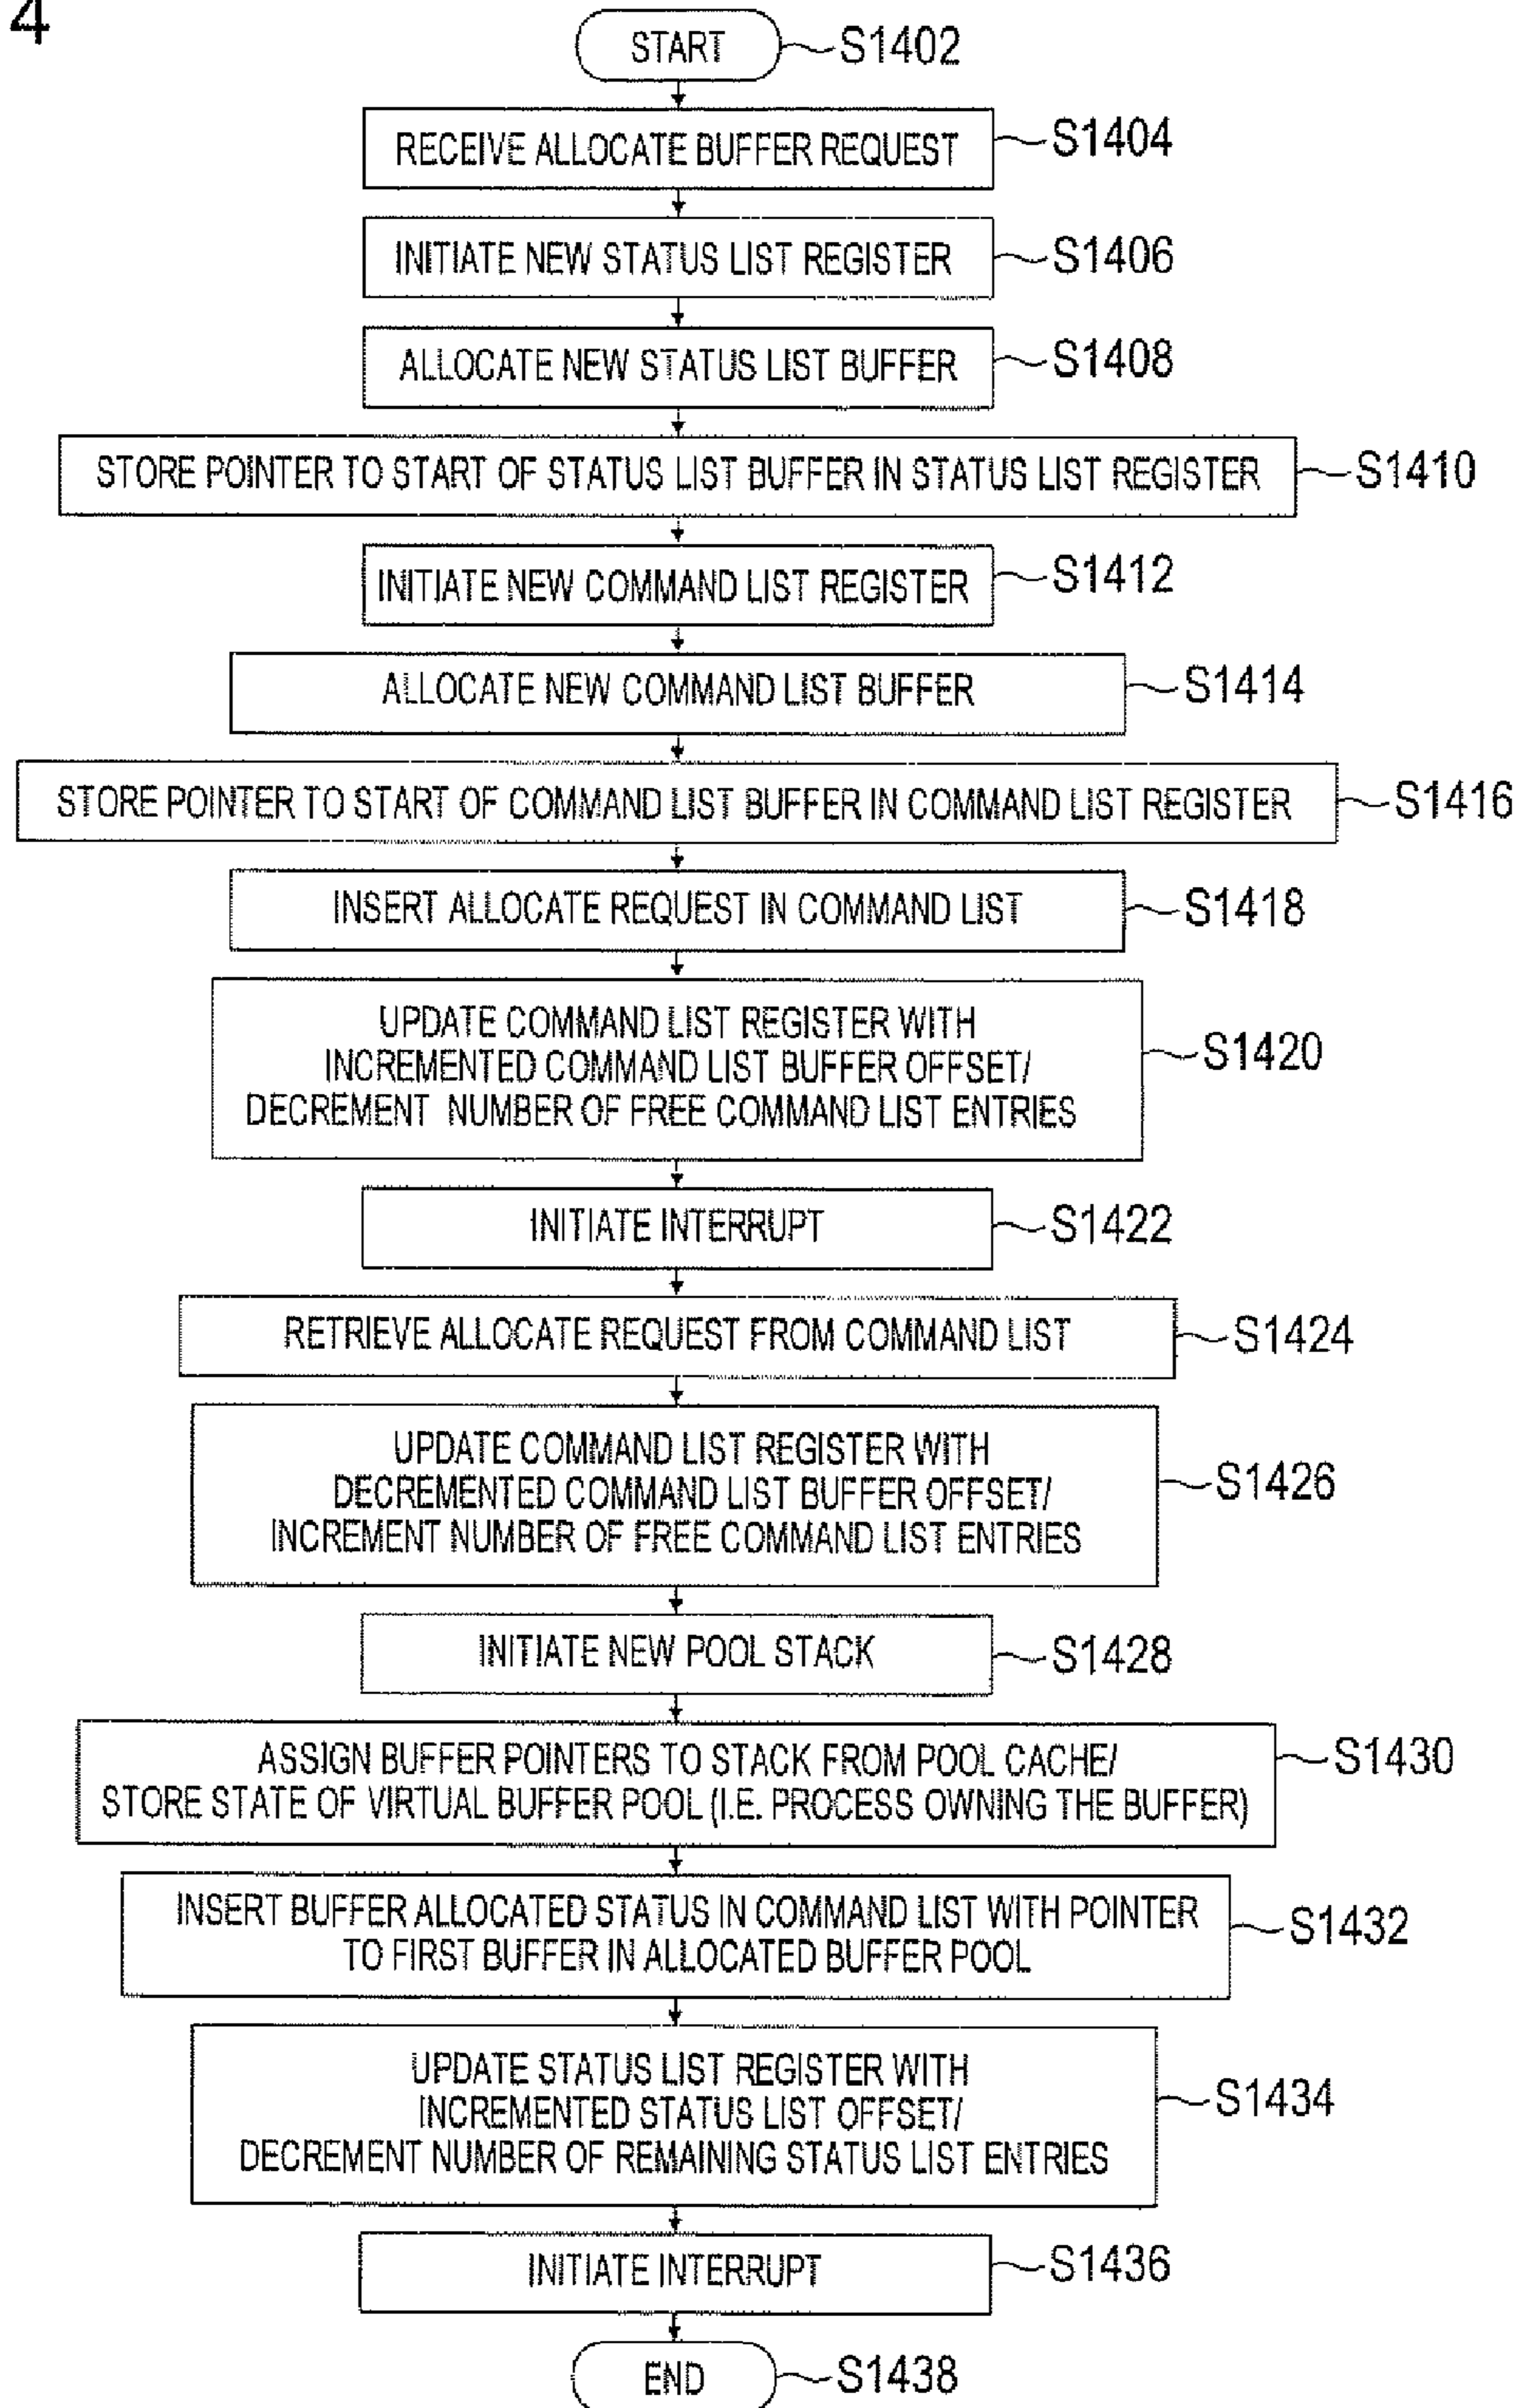 4
START S1402
RECEIVE ALLOCATE BUFFER REQUEST S1404
INITIATE NEW STATUS LIST REGISTER S1406
ALLOCATE NEW STATUS LIST BUFFER S1408
STORE POINTER TO START OF STATUS LIST BUFFER IN STATUS LIST REGISTER S1410
INITIATE NEW COMMAND LIST REGISTER S1412
ALLOCATE NEW COMMAND LIST BUFFER S1414
STORE POINTER TO START OF COMMAND LIST BUFFER IN COMMAND LIST REGISTER S1416
INSERT ALLOCATE REQUEST IN COMMAND LIST S1418
UPDATE COMMAND LIST REGISTER WITH
INCREMENTED COMMAND LIST BUFFER OFFSET/ S1420
DECREMENT NUMBER OF FREE COMMAND LIST ENTRIES
INITIATE INTERRUPT S1422
RETRIEVE ALLOCATE REQUEST FROM COMMAND LIST S1424
UPDATE COMMAND LIST REGISTER WITH
DECREMENTED COMMAND LIST BUFFER OFFSET/ S1426
INCREMENT NUMBER OF FREE COMMAND LIST ENTRIES
INITIATE NEW POOL STACK S1428
ASSIGN BUFFER POINTERS TO STACK FROM POOL CACHE/ S1430
STORE STATE OF VIRTUAL BUFFER POOL (I.E. PROCESS OWNING THE BUFFER)
INSERT BUFFER ALLOCATED STATUS IN COMMAND LIST WITH POINTER S1432
TO FIRST BUFFER IN ALLOCATED BUFFER POOL
UPDATE STATUS LIST REGISTER WITH
INCREMENTED STATUS LIST OFFSET/ S1434
DECREMENT NUMBER OF REMAINING STATUS LIST ENTRIES
INITIATE INTERRUPT S1436
END S1438